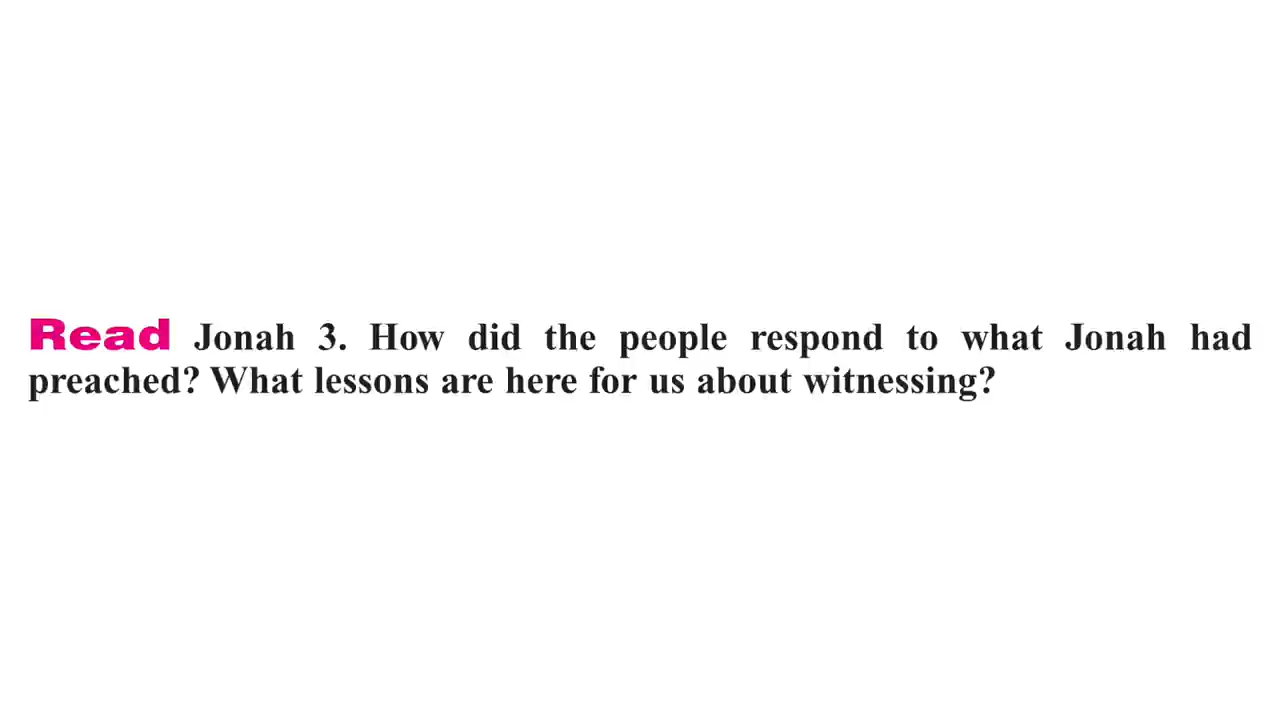 Read Jonah 3. How did the people respond to what Jonah had
preached? What lessons are here for us about witnessing?